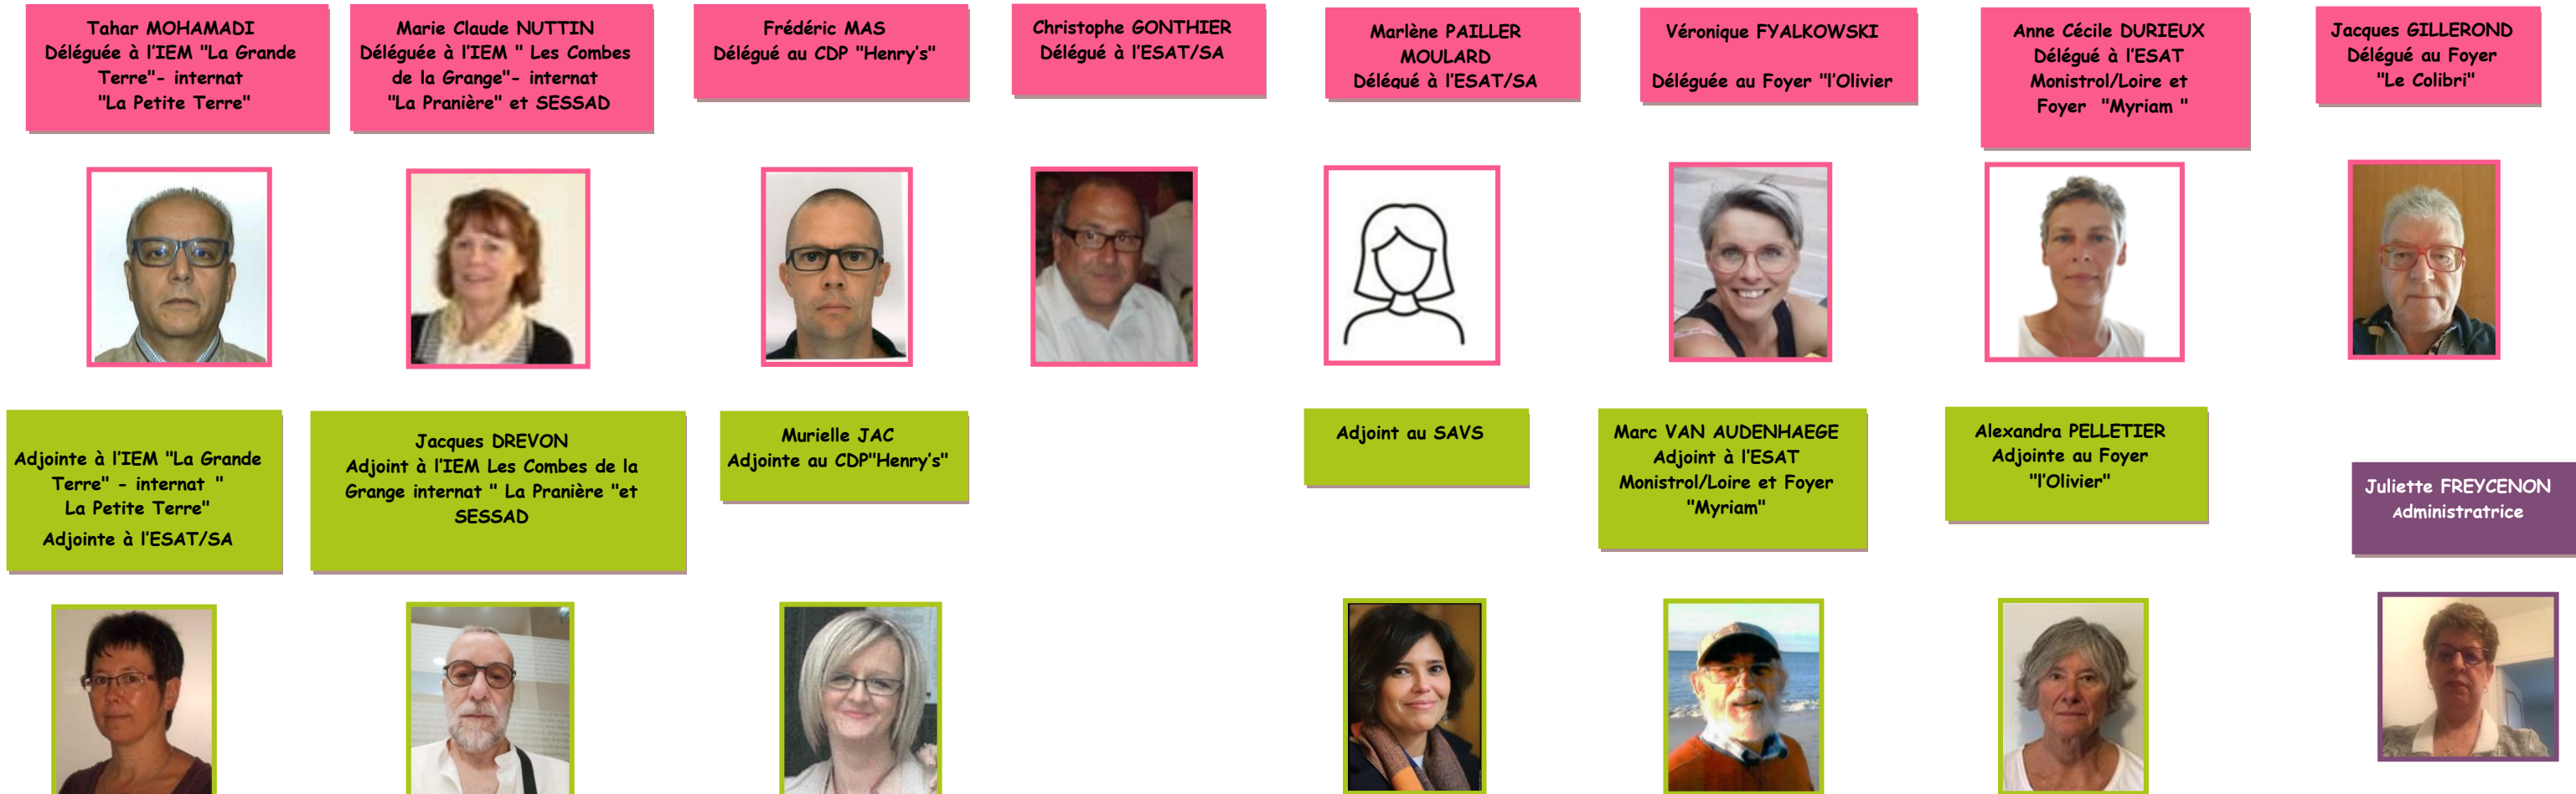 Tahar MOHAMADI
Déléguée à l'IEM "La Grande
Terre"- internat
"La Petite Terre"
Marie Claude NUTTIN
Déléguée à l'IEM " Les Combes
de la Grange"- internat
"La Pranière" et SESSAD
Frédéric MAS
Délégué au CDP "Henry's"
Christophe GONTHIER
Délégué à l'ESAT/SA
Marlène PAILLER
MOULARD
Délégué à l'ESAT/SA
Véronique FYALKOWSKI
Déléguée au Foyer "l'Olivier
Anne Cécile DURIEUX
Délégué à l'ESAT
Monistrol/Loire et
Foyer "Myriam "
Jacques GILLEROND
Délégué au Foyer
"Le Colibri"
Adjointe à l'IEM "La Grande
Terre" - internat "
La Petite Terre"
Adjointe à l'ESAT/SA
Jacques DREVON
Adjoint à l'IEM Les Combes de la
Grange internat " La Pranière "et
SESSAD
Murielle JAC
Adjointe au CDP"Henry's"
Adjoint au SAVS
Marc VAN AUDENHAEGE
Adjoint à l'ESAT
Monistrol/Loire et Foyer
"Myriam"
Alexandra PELLETIER
Adjointe au Foyer
"l'Olivier"
Juliette FREYCENON
Administratrice